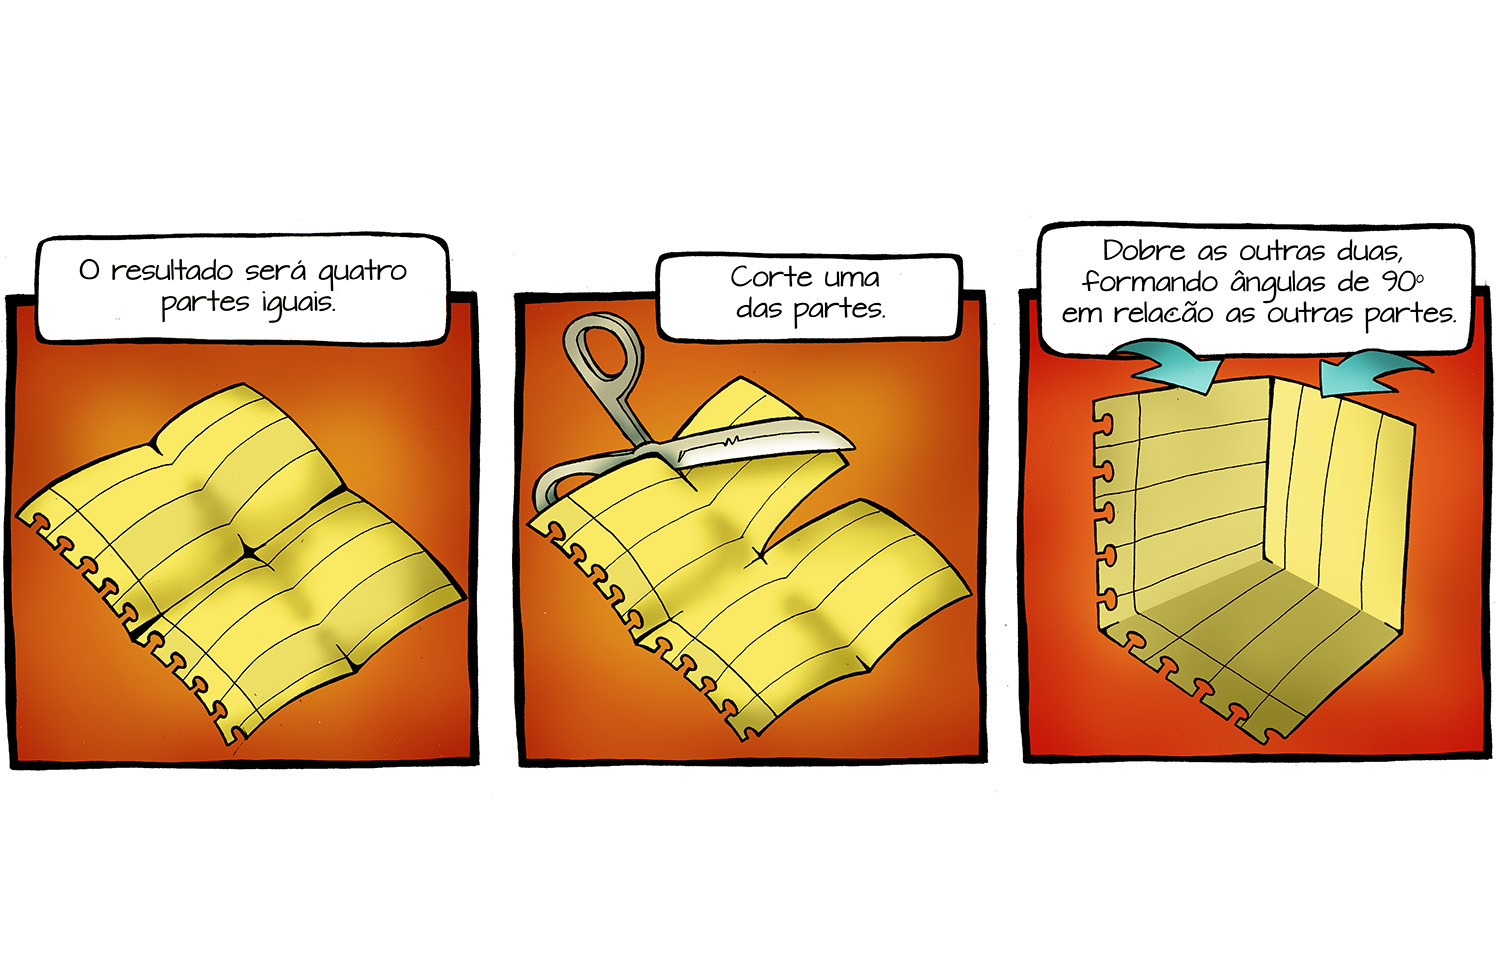 O resultado será quatro
partes iguais.
Corte uma
das partes.
Dobre as outras duas,
formando ângulas de 90º
em relacão as outras partes.